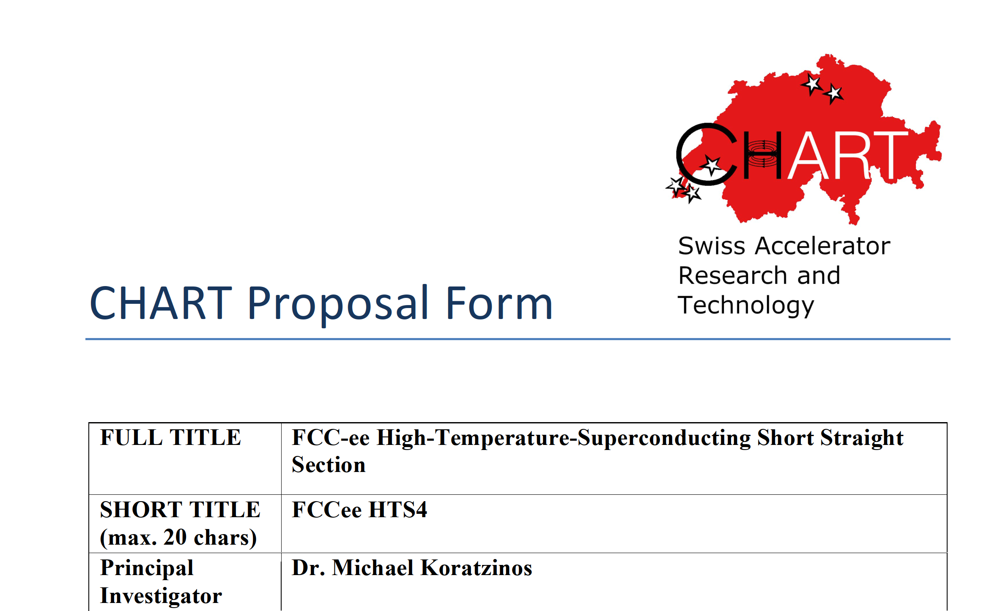 CHART
Swiss Accelerator
Research and
Technology
CHART Proposal Form
FULL TITLE
FCC-ee High-Temperature-Superconducting Short Straight
Section
SHORT TITLE
(max. 20 chars)
FCCee HTS4
Principal
Investigator
Dr. Michael Koratzinos